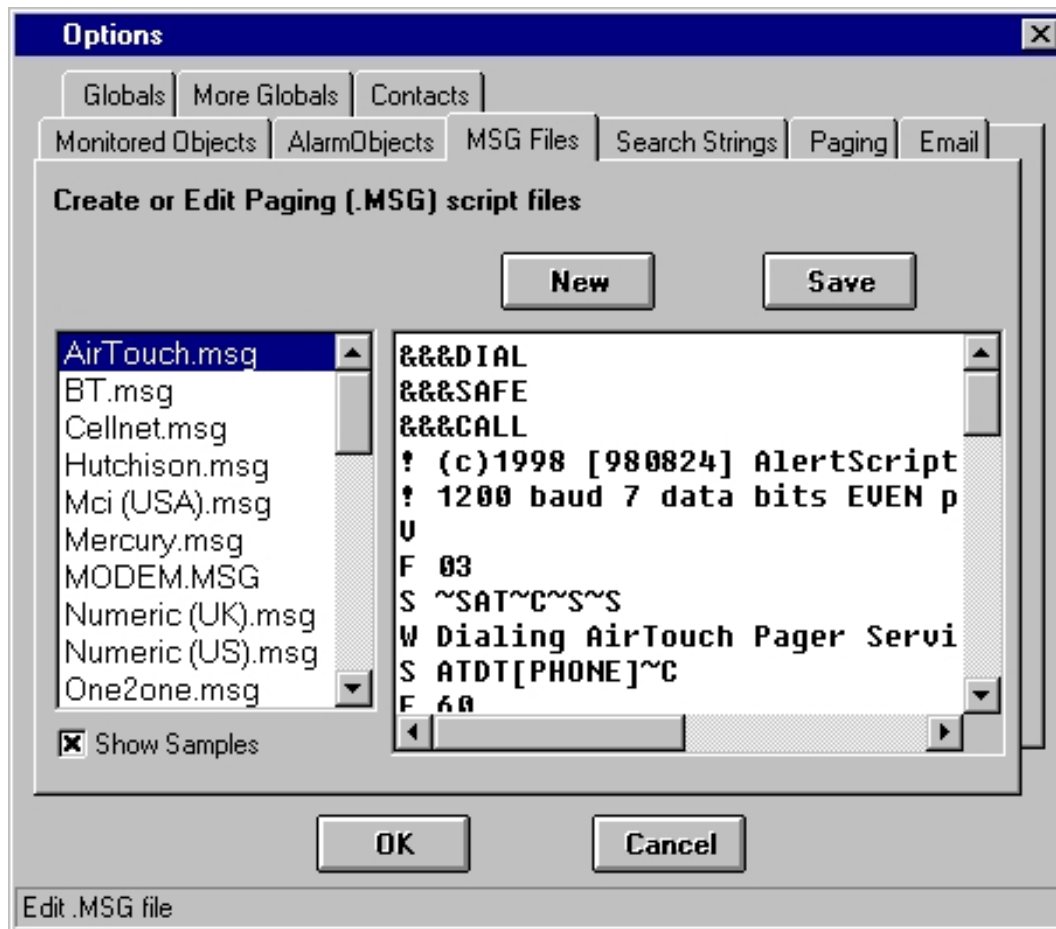 Options
Globals More Globals Contacts
Monitored Objects AlarmObjects MSG Files Search Strings Paging Email
Create or Edit Paging (.MSG) script files
New Save
AirTouch.msg
BT.msg
Cellnet.msg
Hutchison.msg
Mci (USA).msg
Mercury.msg
MODEM.MSG
Numeric (UK).msg
Numeric (US).msg
One2one.msg
&&&DIAL
&&&SAFE
&&&CALL
! (c)1998 [980824] AlertScript
! 1200 baud 7 data bits EVEN p
V
F 03
S ~SAT~C~S~S
W Dialing AirTouch Pager Servi
S ATDT[PHONE]~C
F 60
Show Samples
OK Cancel
Edit .MSG file